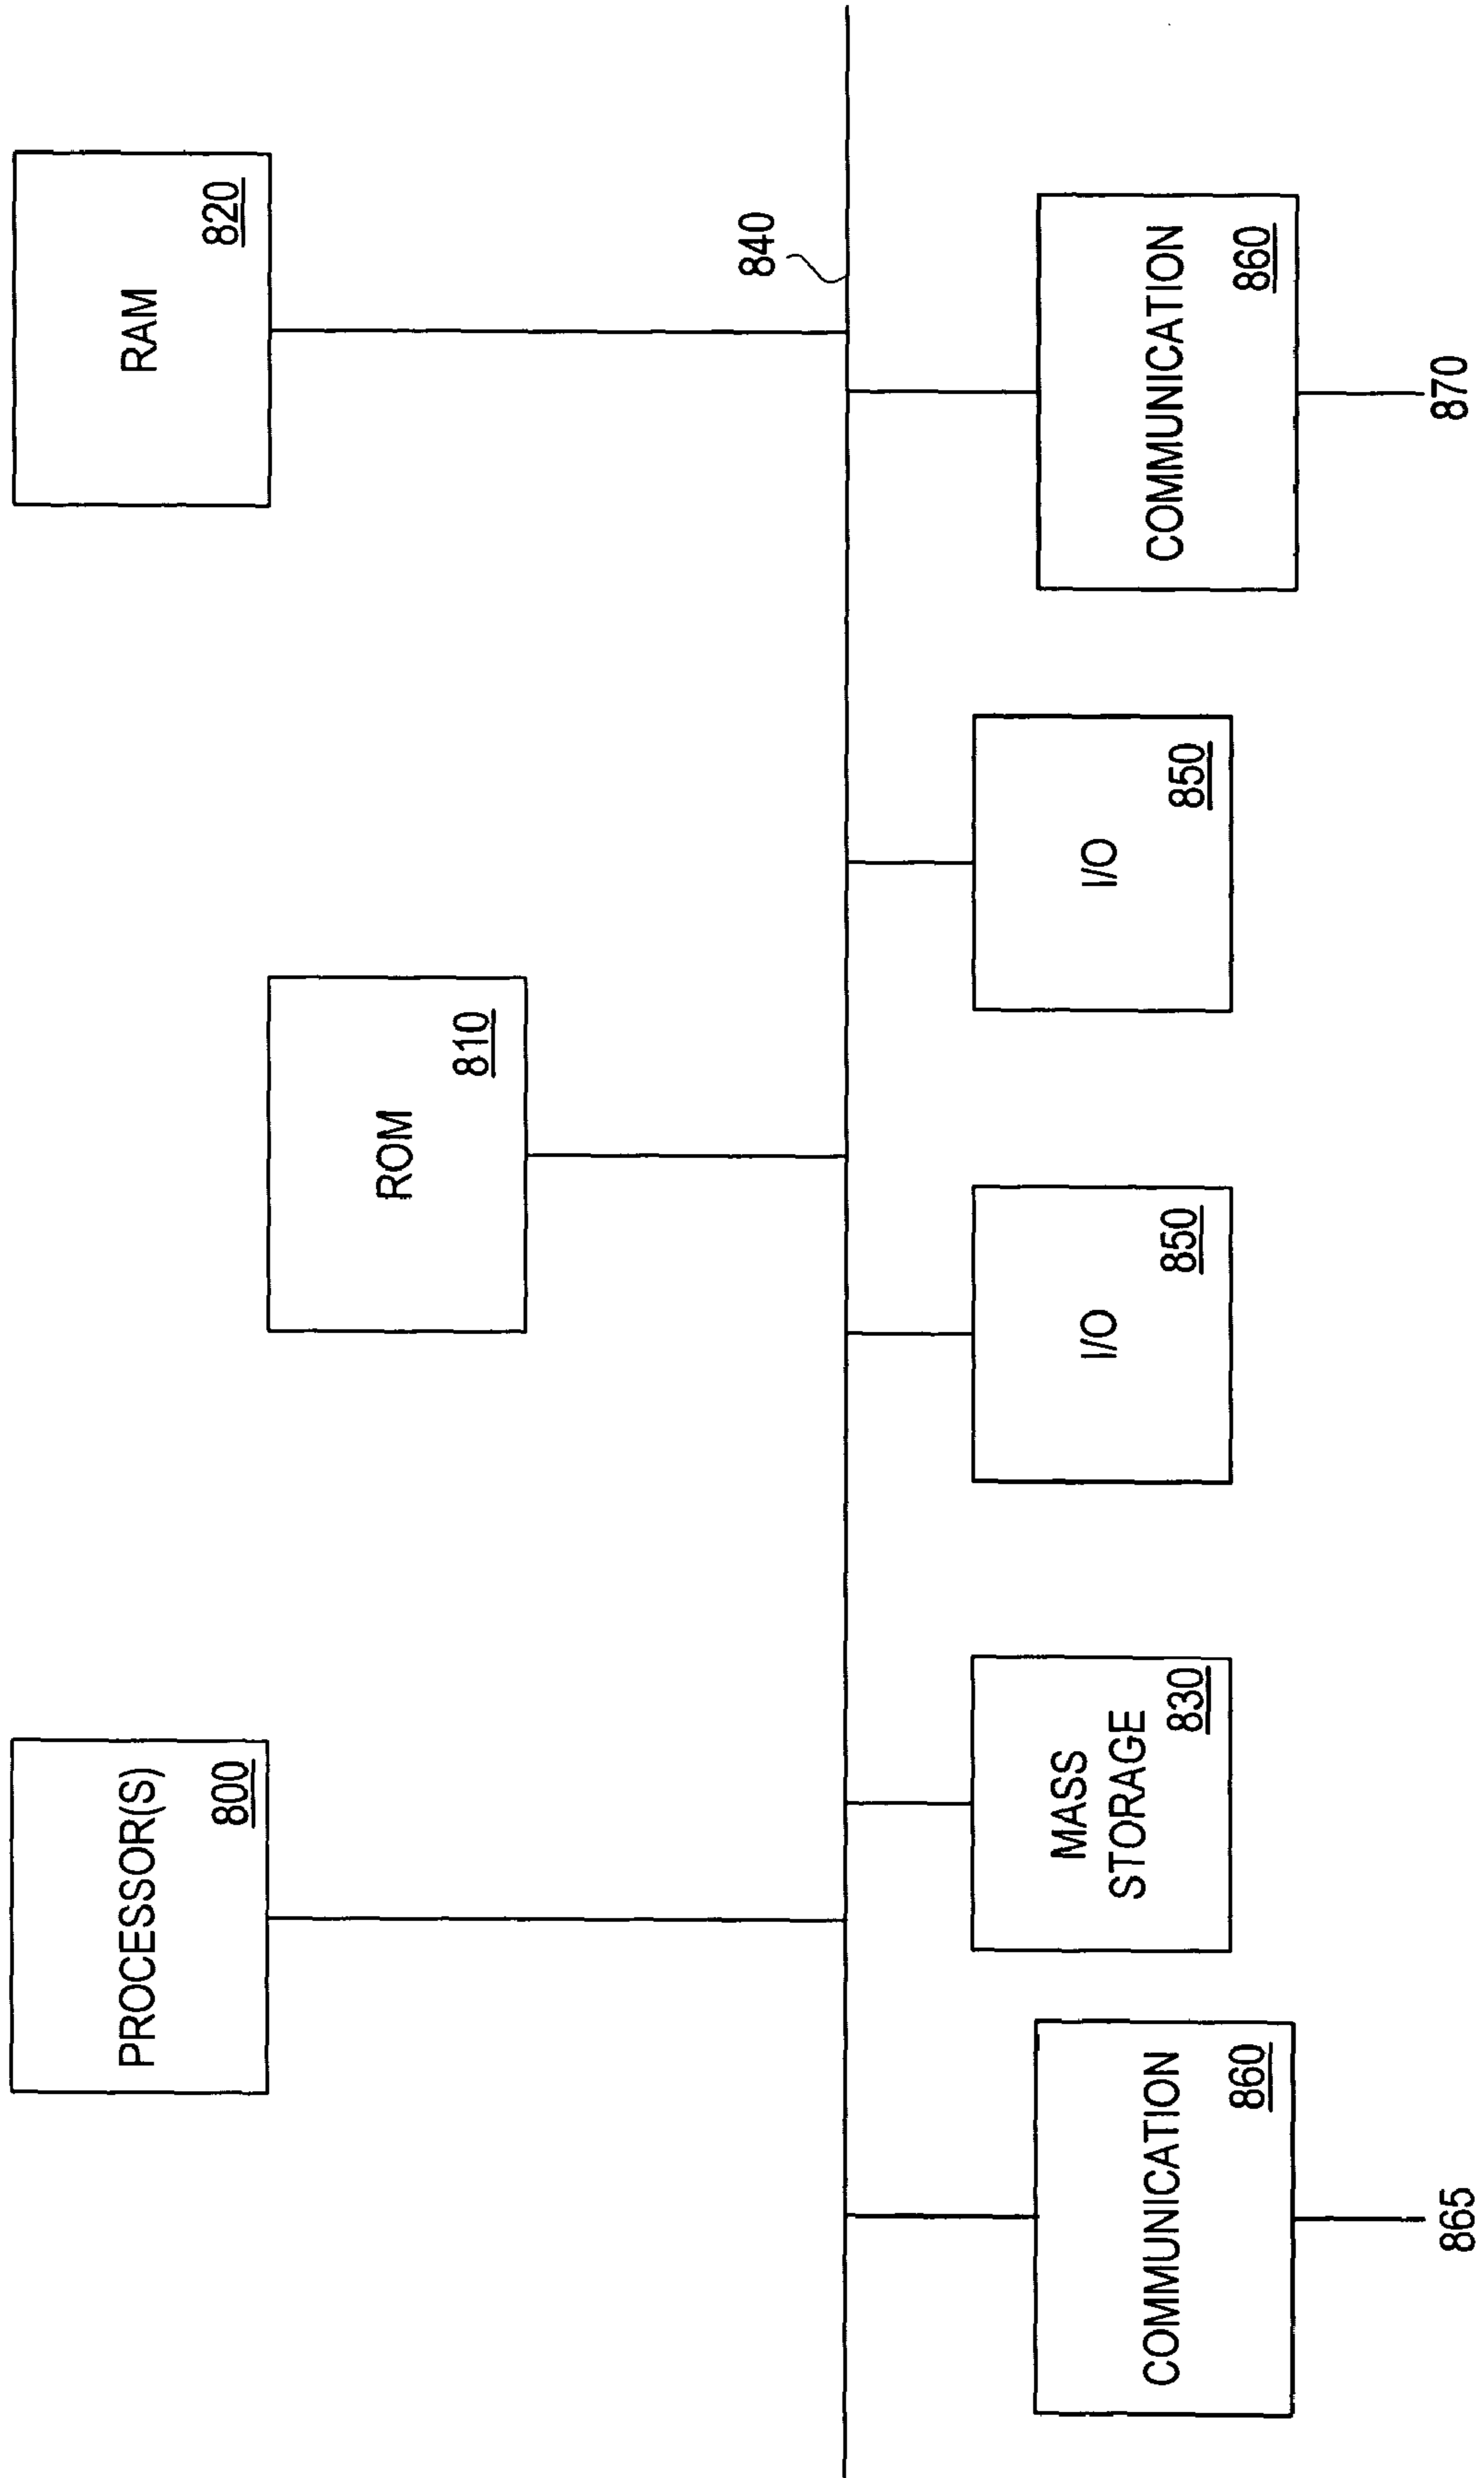 PROCESSOR(S)
800
ROM
810
RAM
820
840
COMMUNICATION
860
865
MASS
STORAGE
830
I/O
850
I/O
850
COMMUNICATION
860
870